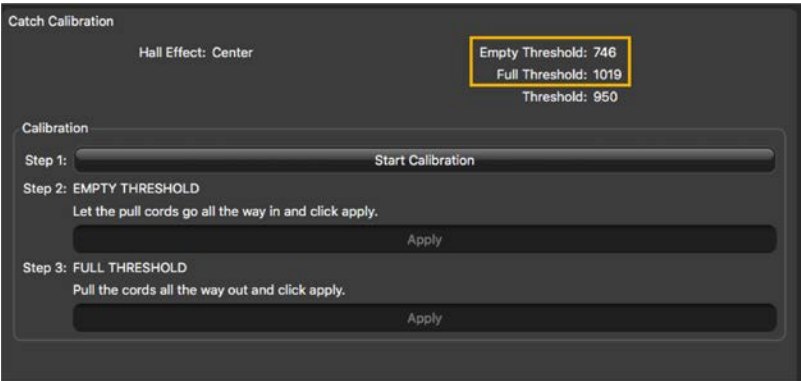 Catch Calibration
Hall Effect: Center
Empty Threshold: 746
Full Threshold: 1019
Threshold: 950
Calibration
Step 1: Start Calibration
Step 2: EMPTY THRESHOLD
Let the pull cords go all the way in and click apply.
Apply
Step 3: FULL THRESHOLD
Pull the cords all the way out and click apply.
Apply